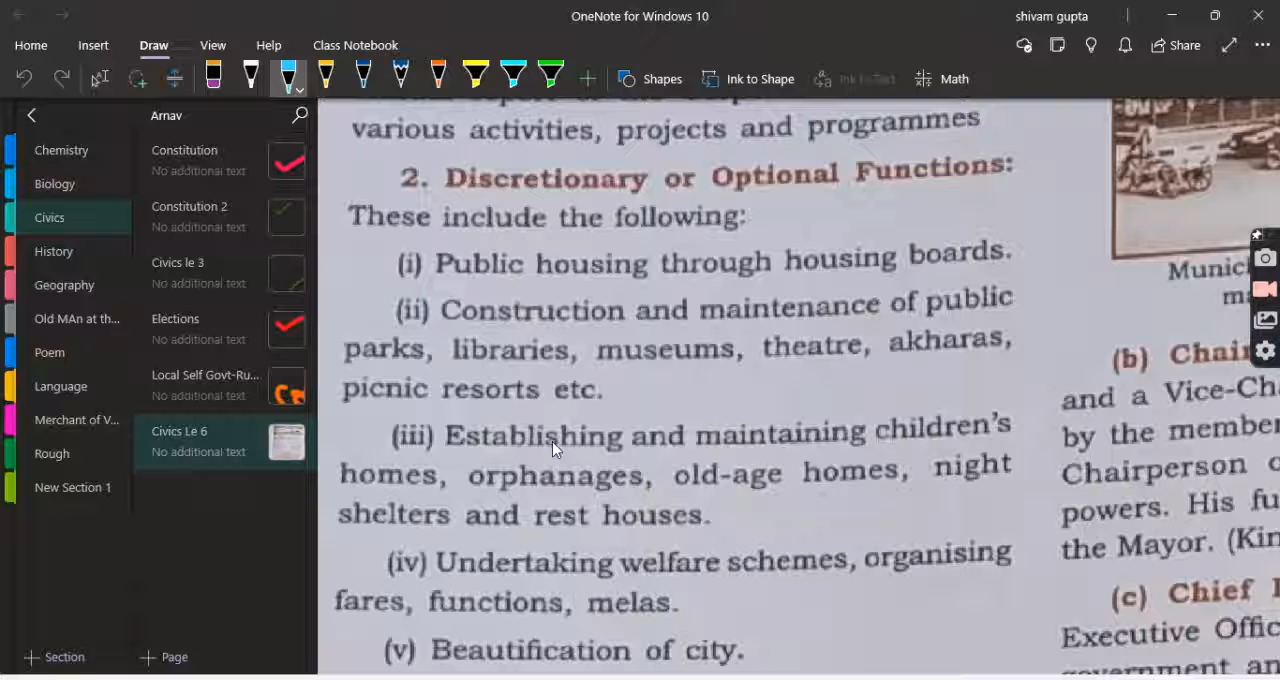 OneNote for Windows 10
shivam gupta
Home Insert Draw View Help Class Notebook
Share
Shapes
Ink to Shape
Ink to Text
Math
Arnav
Chemistry
Biology
Civics
History
Geography
Old MAn at th...
Poem
Language
Merchant of V...
Rough
New Section 1
Section
Constitution
No additional text
Constitution 2
No additional text
Civics le 3
No additional text
Elections
No additional text
Local Self Govt-Ru...
No additional text
Civics Le 6
No additional text
Page
various activities, projects and programmes
2. Discretionary or Optional Functions:
These include the following:
(i) Public housing through housing boards.
(ii) Construction and maintenance of public
parks, libraries, museums, theatre, akharas,
picnic resorts etc.
(iii) Establishing and maintaining children's
homes, orphanages, old-age homes, night
shelters and rest houses.
(iv) Undertaking welfare schemes, organising
fares, functions, melas.
(v) Beautification of city.
Munic
(b) Chair
and a Vice-Ch
by the member
Chairperson
powers. His fu
the Mayor. (Kin
(c) Chief
Executive Offic
government an